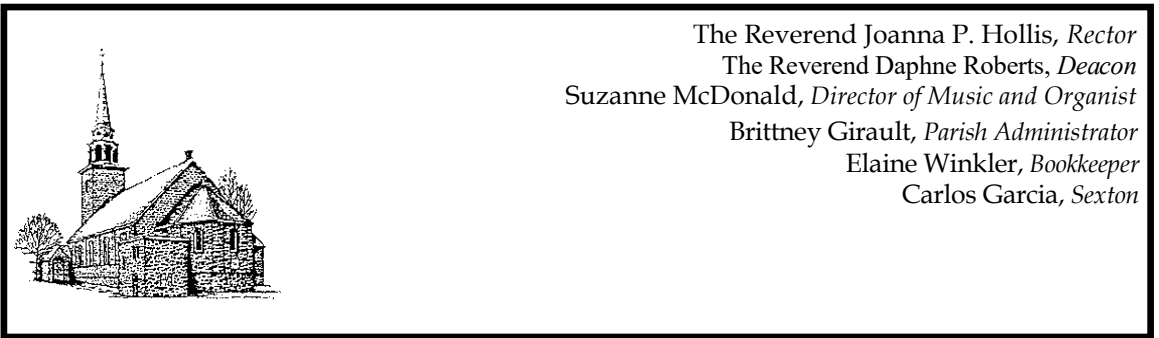 The Reverend Joanna P. Hollis, Rector
The Reverend Daphne Roberts, Deacon
Suzanne McDonald, Director of Music and Organist
Brittney Girault, Parish Administrator
Elaine Winkler, Bookkeeper
Carlos Garcia, Sexton